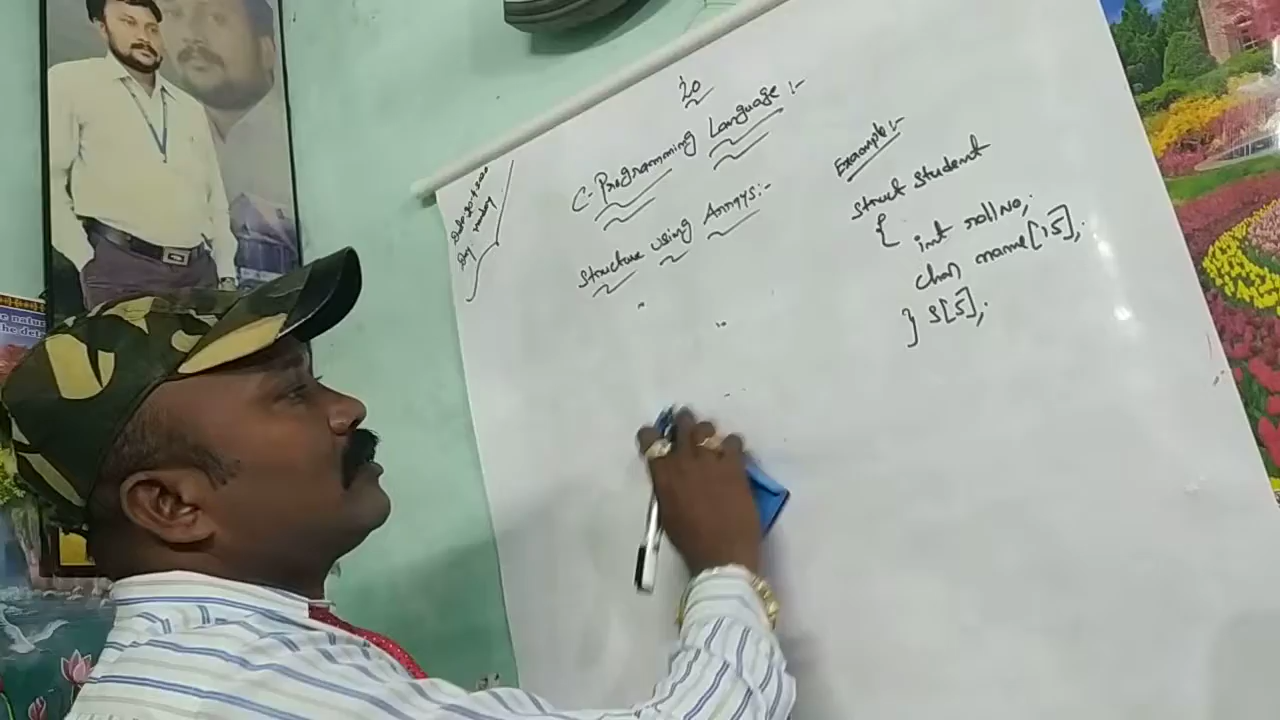 20
C-Programming Language:-
Structure using Arrays:-
Example:-
struct student
{ int rollNo;
char name[15];
} s[5];